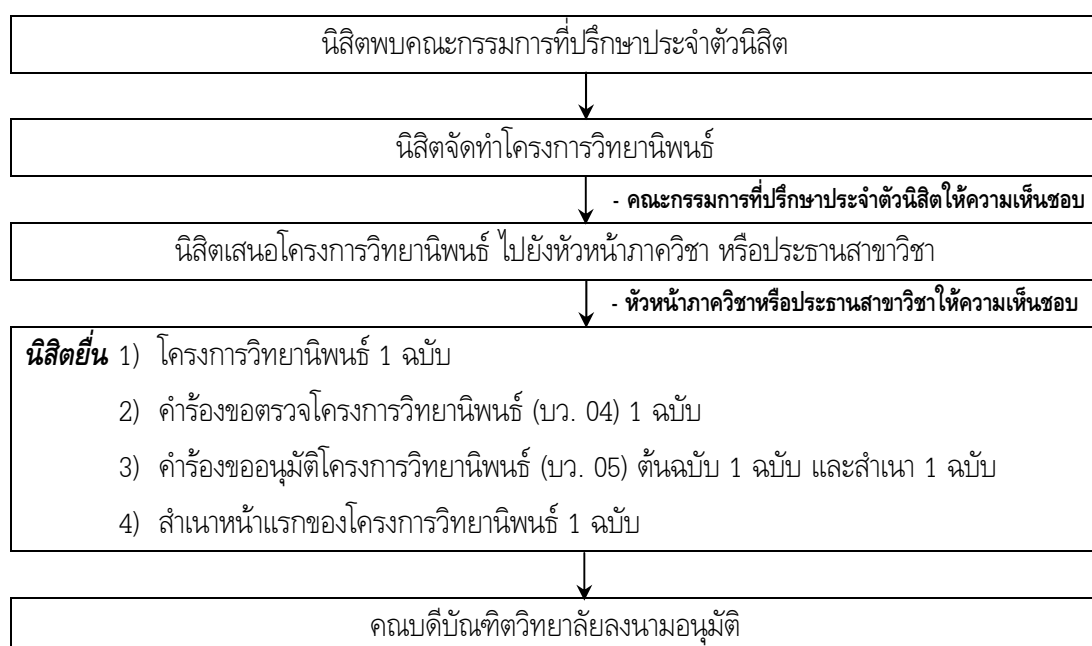 นิสิตพบคณะกรรมการที่ปรึกษาประจำตัวนิสิต
นิสิตจัดทำโครงการวิทยานิพนธ์
- คณะกรรมการที่ปรึกษาประจำตัวนิสิตให้ความเห็นชอบ
นิสิตเสนอโครงการวิทยานิพนธ์ ไปยังหัวหน้าภาควิชา หรือประธานสาขาวิชา
- หัวหน้าภาควิชาหรือประธานสาขาวิชาให้ความเห็นชอบ
นิสิตยื่น 1) โครงการวิทยานิพนธ์ 1 ฉบับ
2) คำร้องขอตรวจโครงการวิทยานิพนธ์ (บว. 04) 1 ฉบับ
3) คำร้องขออนุมัติโครงการวิทยานิพนธ์ (บว. 05) ต้นฉบับ 1 ฉบับ และสำเนา 1 ฉบับ
4) สำเนาหน้าแรกของโครงการวิทยานิพนธ์ 1 ฉบับ
คณบดีบัณฑิตวิทยาลัยลงนามอนุมัติ